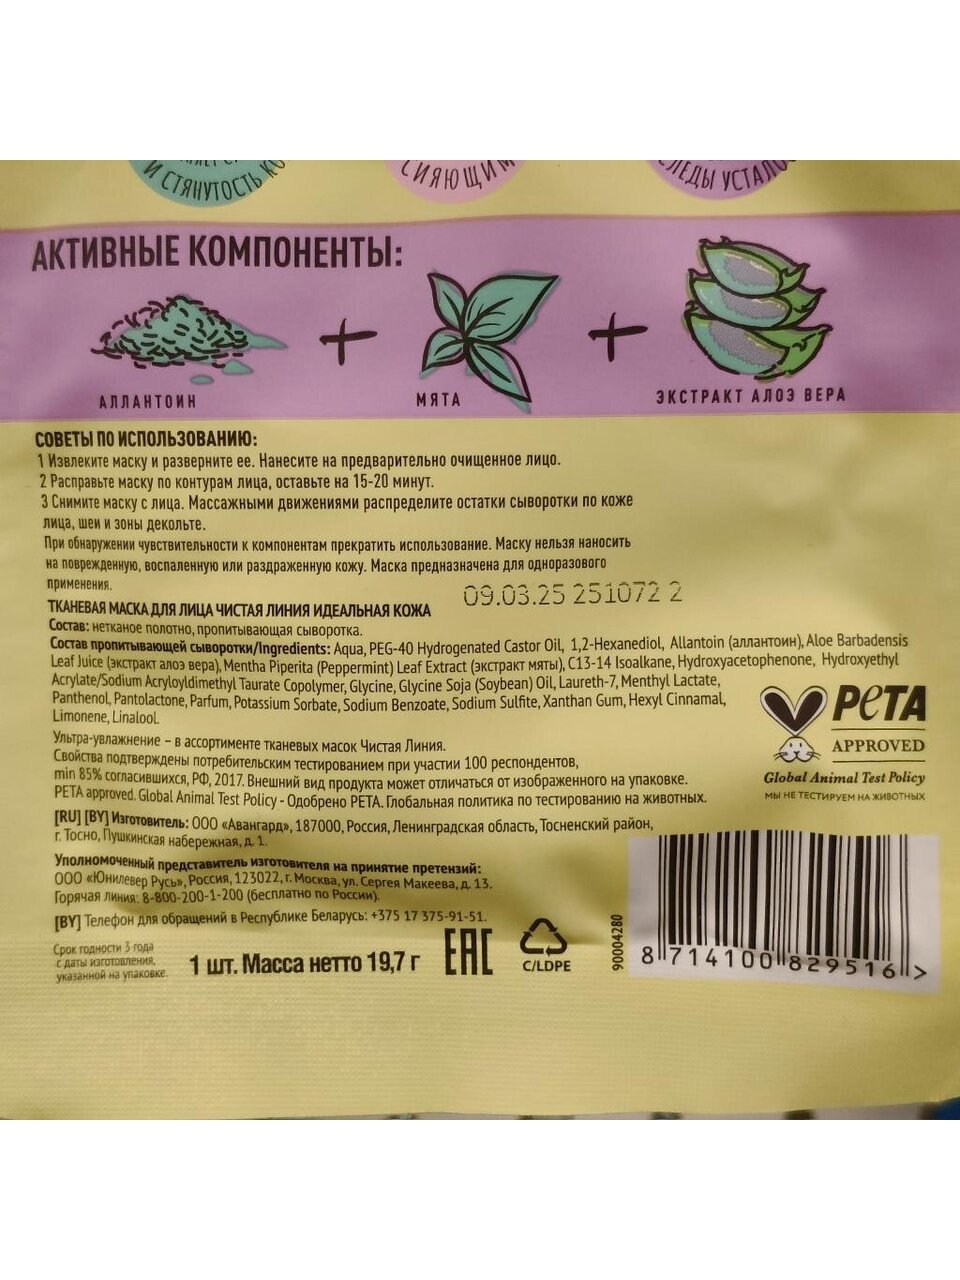 И СТЯНУТОСТЬ
СИЯЮЩИМ
СЛЕДЫ
АКТИВНЫЕ КОМПОНЕНТЫ:
АЛЛАНТОИН
+
МЯТА
+
ЭКСТРАКТ АЛОЭ ВЕРА
СОВЕТЫ ПО ИСПОЛЬЗОВАНИЮ:
1 Извлеките маску и разверните ее. Нанесите на предварительно очищенное лицо.
2 Расправьте маску по контурам лица, оставьте на 15-20 минут.
3 Снимите маску с лица. Массажными движениями распределите остатки сыворотки по коже
лица, шеи и зоны декольте.
При обнаружении чувствительности к компонентам прекратить использование. Маску нельзя наносить
на поврежденную, воспаленную или раздраженную кожу. Маска предназначена для одноразового
применения.
09.03.25 251072 2
ТКАНЕВАЯ МАСКА ДЛЯ ЛИЦА ЧИСТАЯ ЛИНИЯ ИДЕАЛЬНАЯ КОЖА
Состав: нетканое полотно, пропитывающая сыворотка.
Состав пропитывающей сыворотки/Ingredients: Aqua, PEG-40 Hydrogenated Castor Oil, 1,2-Hexanediol, Allantoin (аллантоин), Aloe Barbadensis
Leaf Juice (экстракт алоэ вера), Mentha Piperita (Peppermint) Leaf Extract (экстракт мяты), C13-14 Isoalkane, Hydroxyacetophenone, Hydroxyethyl
Acrylate/Sodium Acryloyldimethyl Taurate Copolymer, Glycine, Glycine Soja (Soybean) Oil, Laureth-7, Menthyl Lactate,
Panthenol, Pantolactone, Parfum, Potassium Sorbate, Sodium Benzoate, Sodium Sulfite, Xanthan Gum, Hexyl Cinnamal,
Limonene, Linalool.
PETA
APPROVED
Global Animal Test Policy
МЫ НЕ ТЕСТИРУЕМ НА ЖИВОТНЫХ
Ультра-увлажнение – в ассортименте тканевых масок Чистая Линия.
Свойства подтверждены потребительским тестированием при участии 100 респондентов,
min 85% согласившихся, РФ, 2017. Внешний вид продукта может отличаться от изображенного на упаковке.
PETA approved. Global Animal Test Policy - Одобрено PETA. Глобальная политика по тестированию на животных.
[RU] [BY] Изготовитель: ООО «Авангард», 187000, Россия, Ленинградская область, Тосненский район,
г. Тосно, Пушкинская набережная, д. 1.
Уполномоченный представитель изготовителя на принятие претензий:
ООО «Юнилевер Русь», Россия, 123022, г. Москва, ул. Сергея Макеева, д. 13.
Горячая линия: 8-800-200-1-200 (бесплатно по России).
[BY] Телефон для обращений в Республике Беларусь: +375 17 375-91-51.
Срок годности 3 года
с даты изготовления,
указанной на упаковке.
1 шт. Масса нетто 19,7 г
EAC
C/LDPE
90004280
8 714100 829516 >